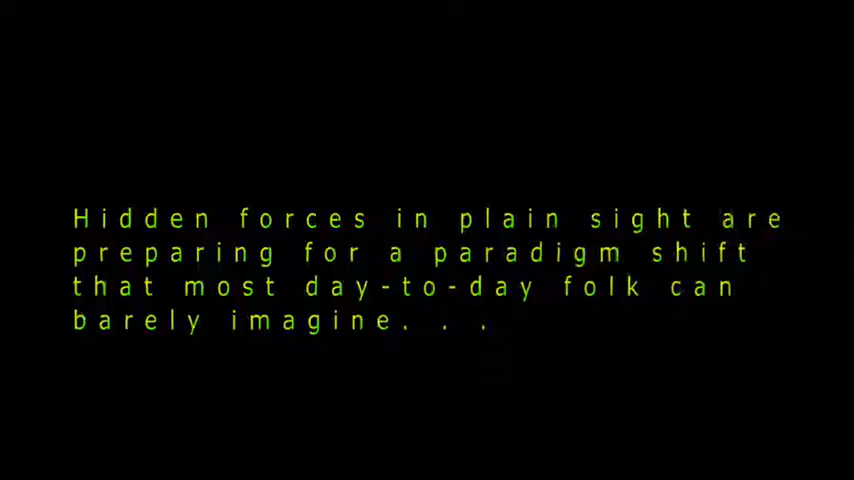 Hidden forces in plain sight are
preparing for a paradigm shift
that most day-to-day folk can
barely imagine. . .